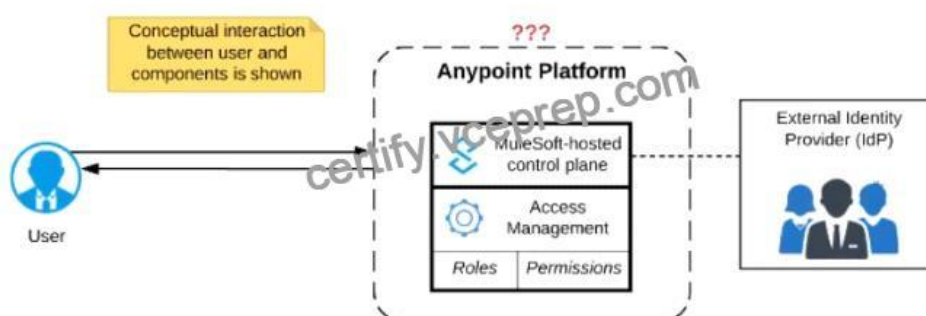 Conceptual interaction
between user and
components is shown
???
Anypoint Platform
certify.vceprep.com
MuleSoft-hosted
control plane
Access
Management
Roles
Permissions
User
External Identity
Provider (IdP)